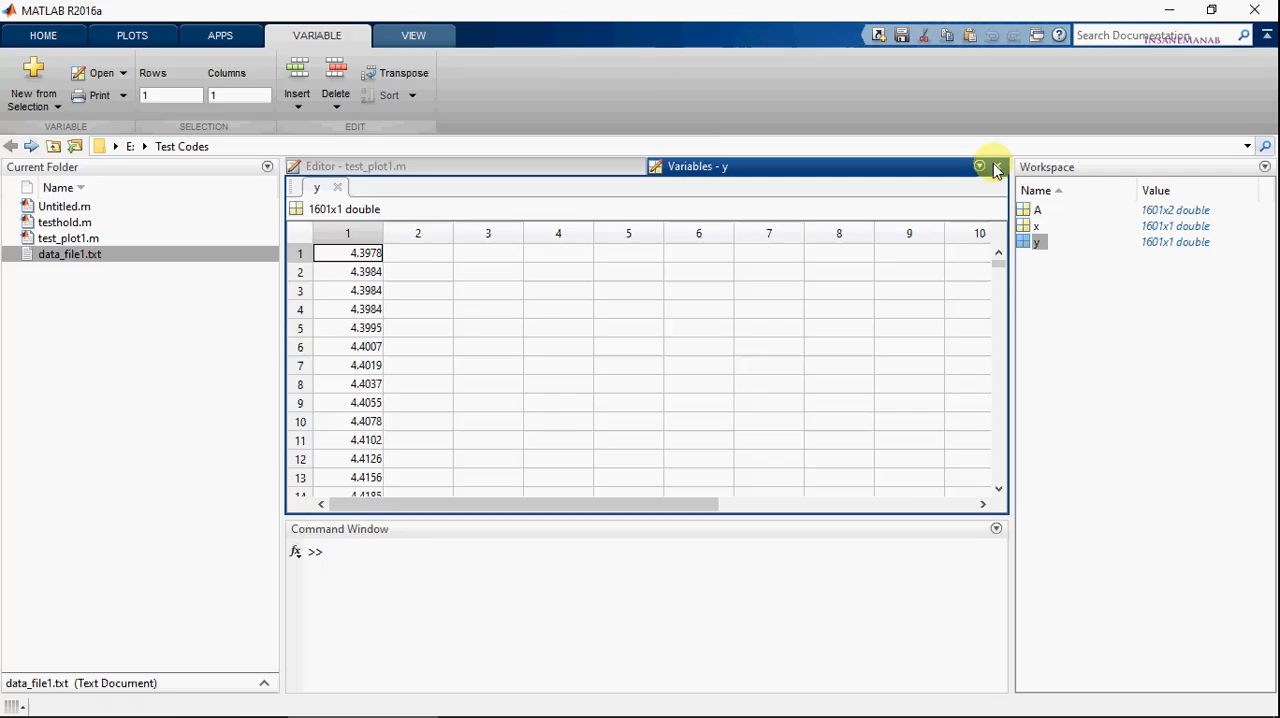 MATLAB R2016a
HOME PLOTS APPS VARIABLE VIEW
Search Documentation
INSANEMANAB
New from Selection
Open
Print
VARIABLE
Rows Columns
1 1
SELECTION
Insert
Delete
Transpose
Sort
EDIT
E: Test Codes
Current Folder
Name
Untitled.m
testhold.m
test_plot1.m
data_file1.txt
data_file1.txt (Text Document)
Editor - test_plot1.m
Variables - y
y
1601x1 double
1 2 3 4 5 6 7 8 9 10
1 4.3978
2 4.3984
3 4.3984
4 4.3984
5 4.3995
6 4.4007
7 4.4019
8 4.4037
9 4.4055
10 4.4078
11 4.4102
12 4.4126
13 4.4156
14 4.4185
Command Window
fx >>
Workspace
Name Value
A 1601x2 double
x 1601x1 double
y 1601x1 double